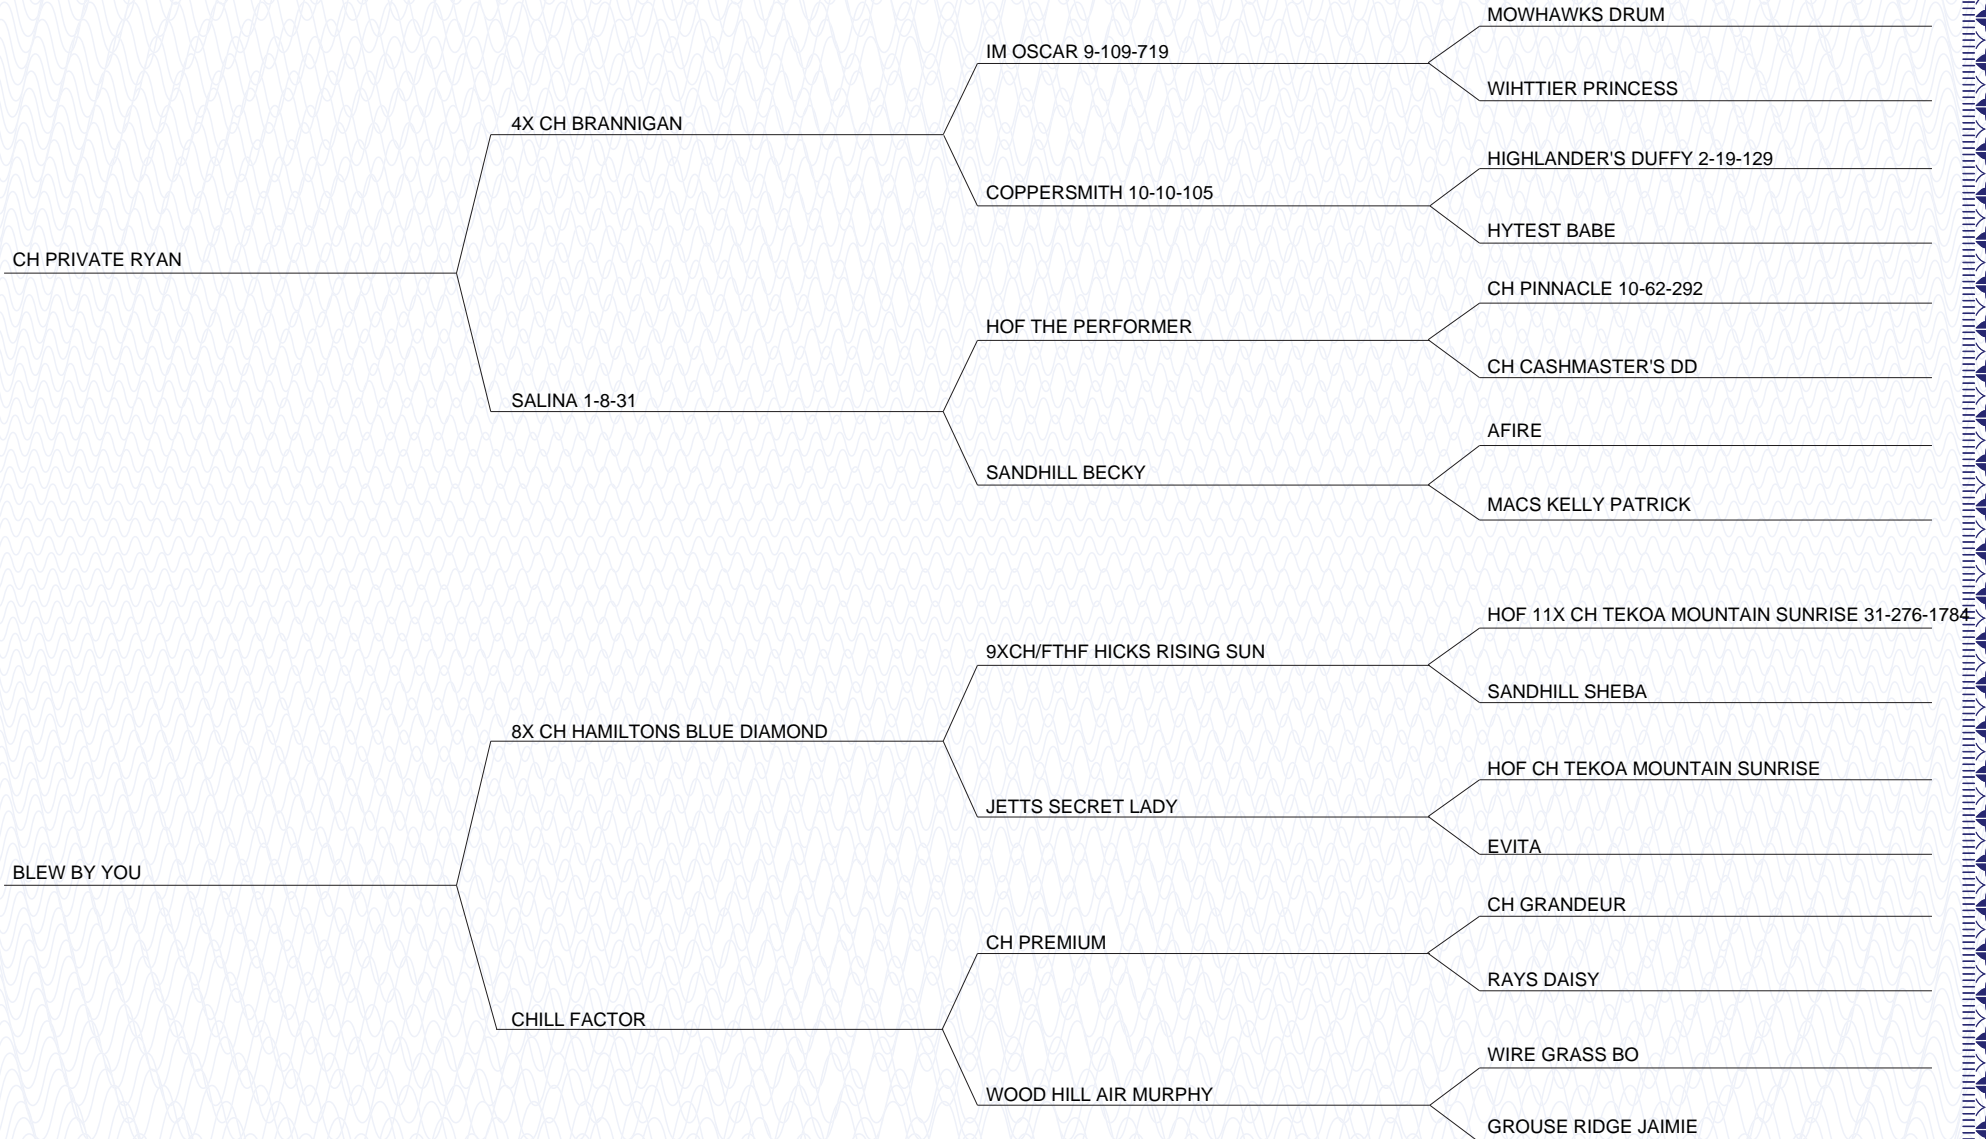 MOWHAWKS DRUM
IM OSCAR 9-109-719
WIHTTIER PRINCESS
4X CH BRANNIGAN
HIGHLANDER'S DUFFY 2-19-129
COPPERSMITH 10-10-105
HYTEST BABE
CH PRIVATE RYAN
CH PINNACLE 10-62-292
HOF THE PERFORMER
CH CASHMASTER'S DD
SALINA 1-8-31
AFIRE
SANDHILL BECKY
MACS KELLY PATRICK
HOF 11X CH TEKOA MOUNTAIN SUNRISE 31-276-1784
9XCH/FTHF HICKS RISING SUN
SANDHILL SHEBA
8X CH HAMILTONS BLUE DIAMOND
HOF CH TEKOA MOUNTAIN SUNRISE
JETTS SECRET LADY
EVITA
BLEW BY YOU
CH GRANDEUR
CH PREMIUM
RAYS DAISY
CHILL FACTOR
WIRE GRASS BO
WOOD HILL AIR MURPHY
GROUSE RIDGE JAIMIE